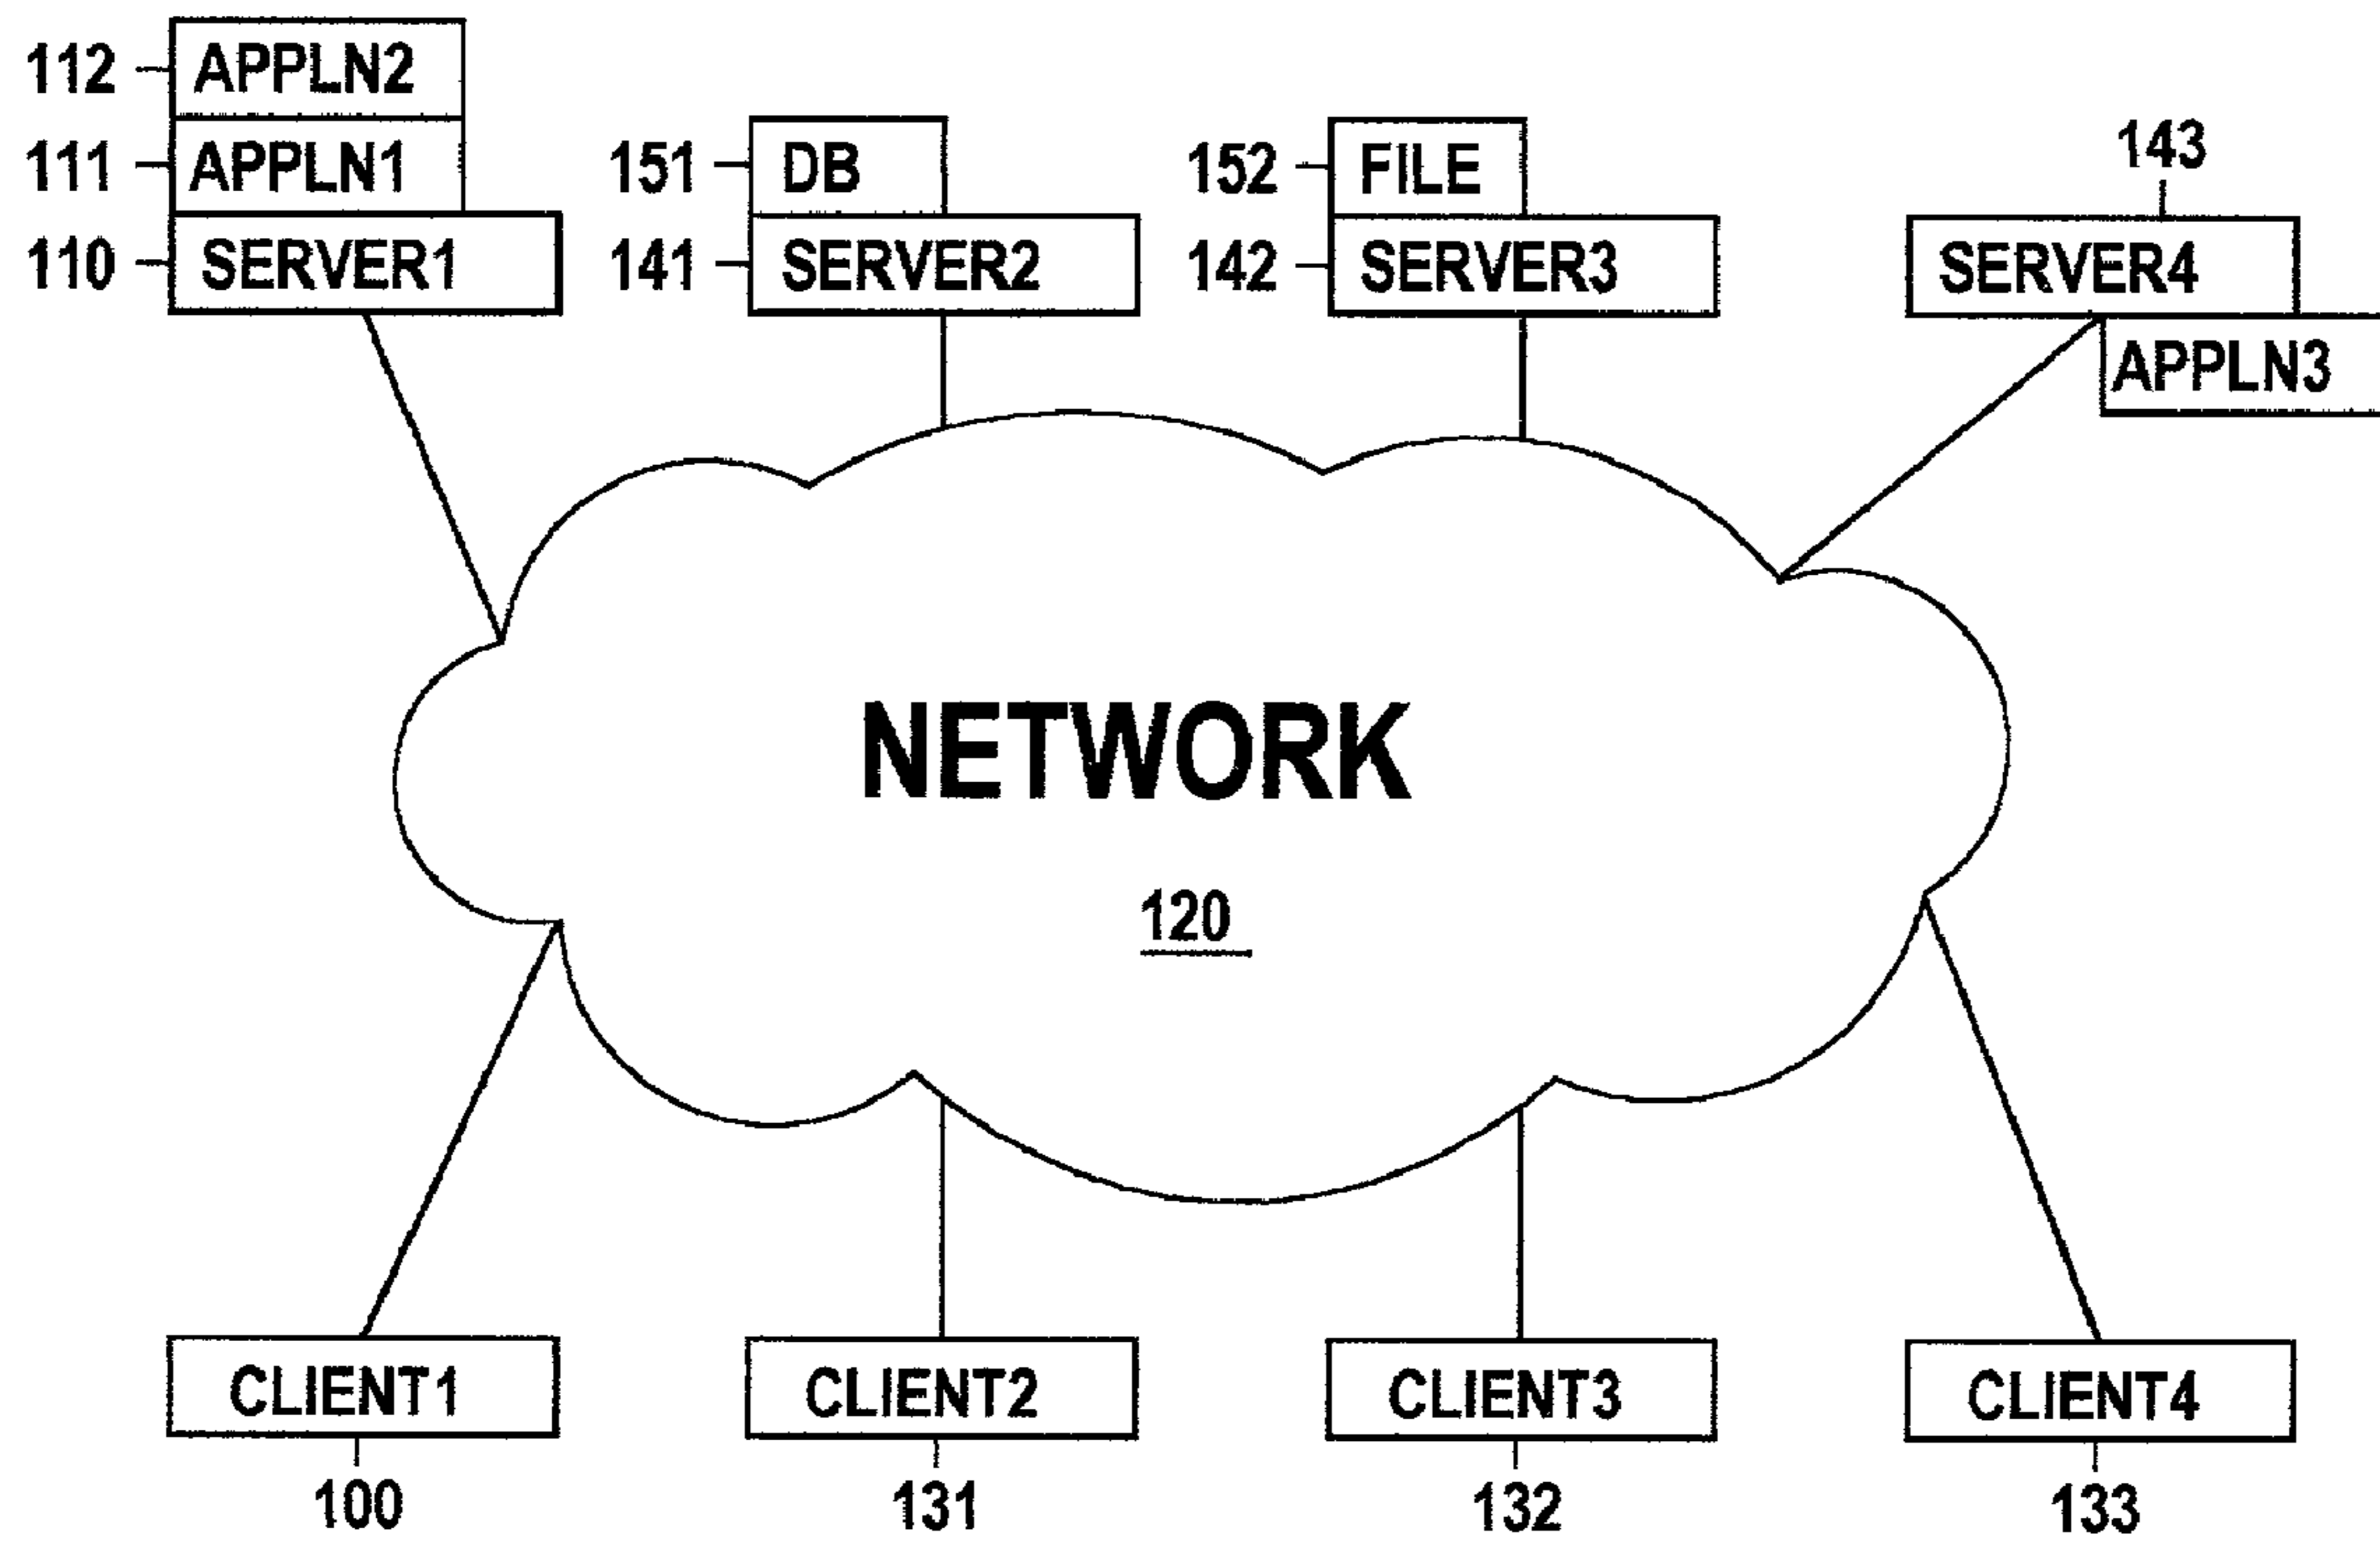 112 APPLN2
111 APPLN1
110 SERVER1
151 DB
141 SERVER2
152 FILE
142 SERVER3
143
SERVER4
APPLN3
NETWORK
120
CLIENT1
CLIENT2
CLIENT3
CLIENT4
100
131
132
133